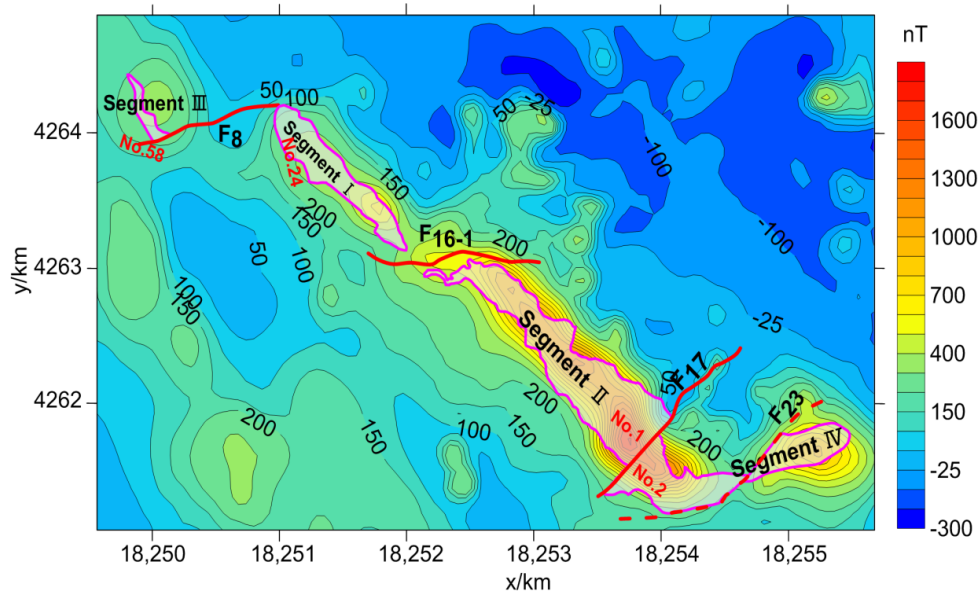 nT
1600
1300
1000
700
400
150
-25
-300
4264
4263
4262
y/km
18,250
18,251
18,252
18,253
18,254
18,255
x/km
Segment Ⅲ
No.58
F8
50
100
Segment Ⅰ
No.24
150
200
150
100
50
100
150
50
-25
-100
-100
-25
F16-1
200
Segment Ⅱ
200
150
100
150
200
No.1
No.2
50
F17
200
F23
Segment Ⅳ